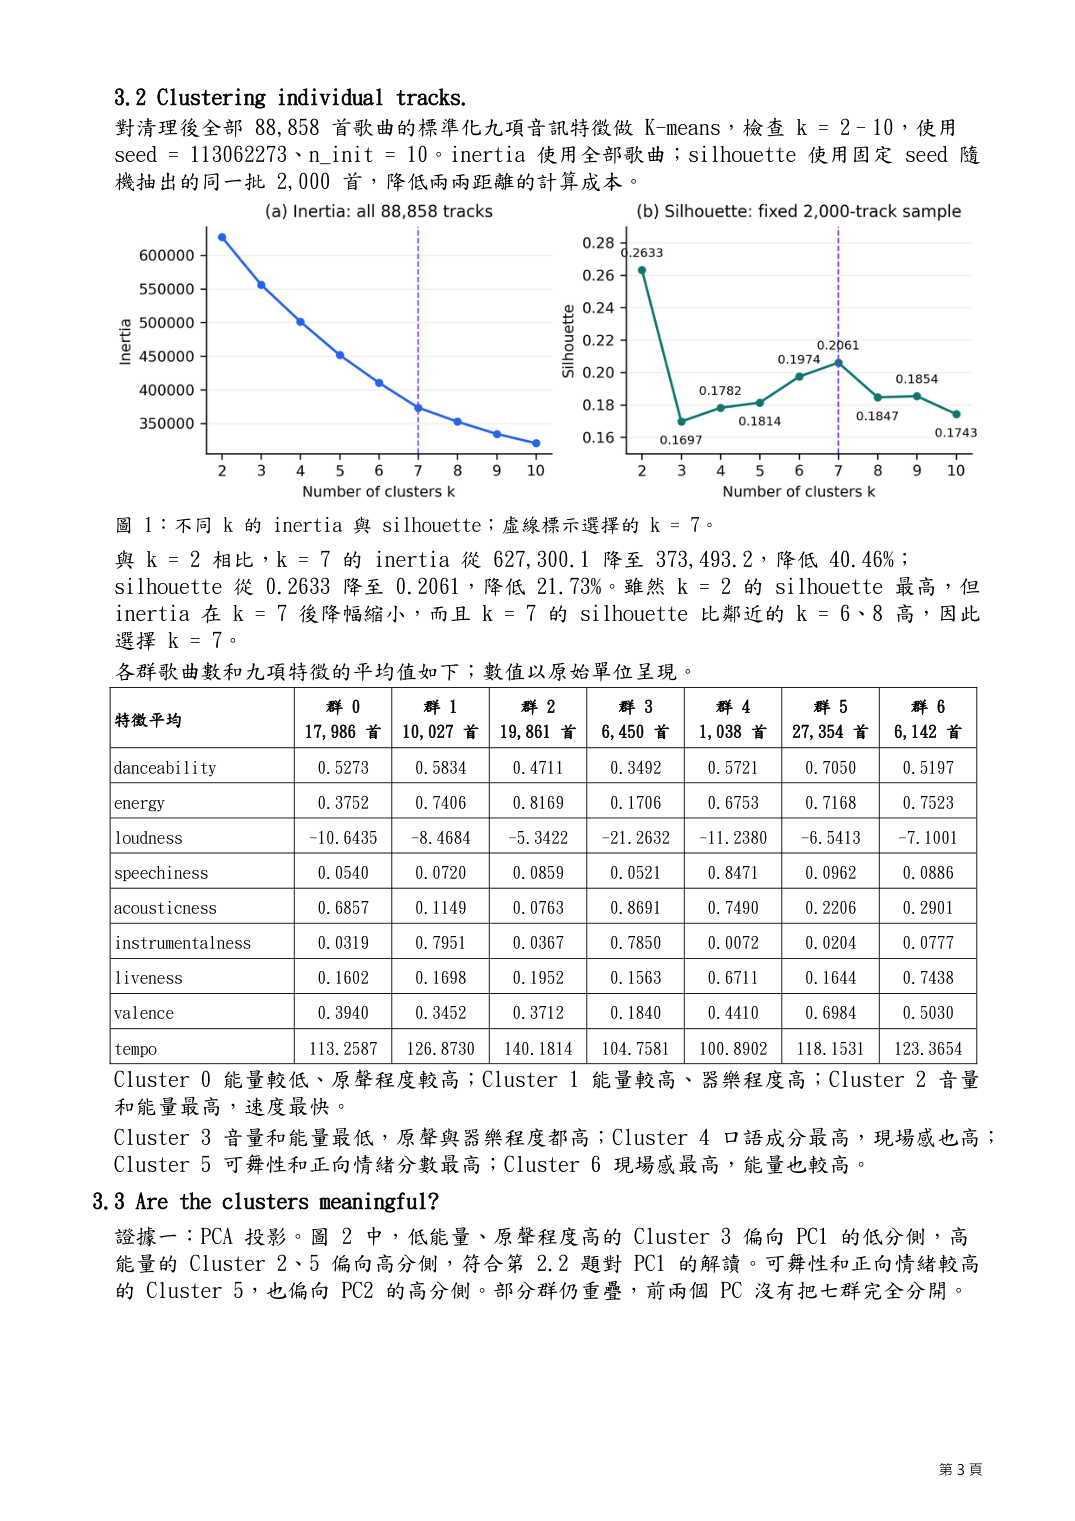 3.2 Clustering individual tracks.
對清理後全部 88,858 首歌曲的標準化九項音訊特徵做 K-means，檢查 k = 2–10，使用
seed = 113062273、n_init = 10。inertia 使用全部歌曲；silhouette 使用固定 seed 隨
機抽出的同一批 2,000 首，降低兩兩距離的計算成本。
(a) Inertia: all 88,858 tracks
600000
550000
500000
450000
400000
350000
Inertia
2 3 4 5 6 7 8 9 10
Number of clusters k
(b) Silhouette: fixed 2,000-track sample
0.28
0.26
0.24
0.22
0.20
0.18
0.16
Silhouette
0.2633
0.1697
0.1782
0.1814
0.1974
0.2061
0.1847
0.1854
0.1743
2 3 4 5 6 7 8 9 10
Number of clusters k
圖 1：不同 k 的 inertia 與 silhouette；虛線標示選擇的 k = 7。
與 k = 2 相比，k = 7 的 inertia 從 627,300.1 降至 373,493.2，降低 40.46%；
silhouette 從 0.2633 降至 0.2061，降低 21.73%。雖然 k = 2 的 silhouette 最高，但
inertia 在 k = 7 後降幅縮小，而且 k = 7 的 silhouette 比鄰近的 k = 6、8 高，因此
選擇 k = 7。
各群歌曲數和九項特徵的平均值如下；數值以原始單位呈現。
特徵平均 群 0 群 1 群 2 群 3 群 4 群 5 群 6
17,986 首 10,027 首 19,861 首 6,450 首 1,038 首 27,354 首 6,142 首
danceability 0.5273 0.5834 0.4711 0.3492 0.5721 0.7050 0.5197
energy 0.3752 0.7406 0.8169 0.1706 0.6753 0.7168 0.7523
loudness -10.6435 -8.4684 -5.3422 -21.2632 -11.2380 -6.5413 -7.1001
speechiness 0.0540 0.0720 0.0859 0.0521 0.8471 0.0962 0.0886
acousticness 0.6857 0.1149 0.0763 0.8691 0.7490 0.2206 0.2901
instrumentalness 0.0319 0.7951 0.0367 0.7850 0.0072 0.0204 0.0777
liveness 0.1602 0.1698 0.1952 0.1563 0.6711 0.1644 0.7438
valence 0.3940 0.3452 0.3712 0.1840 0.4410 0.6984 0.5030
tempo 113.2587 126.8730 140.1814 104.7581 100.8902 118.1531 123.3654
Cluster 0 能量較低、原聲程度較高；Cluster 1 能量較高、器樂程度高；Cluster 2 音量
和能量最高，速度最快。
Cluster 3 音量和能量最低，原聲與器樂程度都高；Cluster 4 口語成分最高，現場感也高；
Cluster 5 可舞性和正向情緒分數最高；Cluster 6 現場感最高，能量也較高。
3.3 Are the clusters meaningful?
證據一：PCA 投影。圖 2 中，低能量、原聲程度高的 Cluster 3 偏向 PC1 的低分側，高
能量的 Cluster 2、5 偏向高分側，符合第 2.2 題對 PC1 的解讀。可舞性和正向情緒較高
的 Cluster 5，也偏向 PC2 的高分側。部分群仍重疊，前兩個 PC 沒有把七群完全分開。
第 3 頁